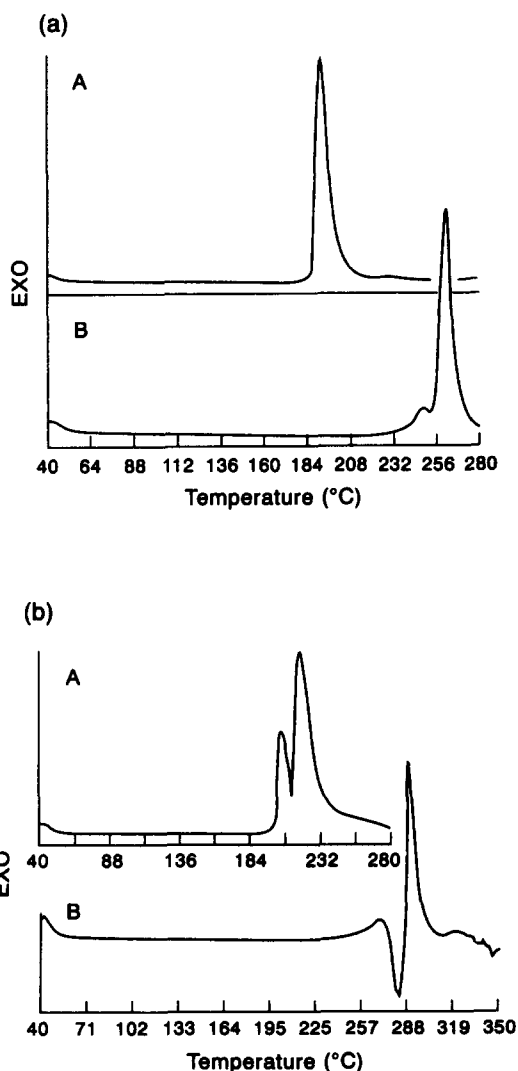 (a)
A
EXO
B
40 64 88 112 136 160 184 208 232 256 280
Temperature (°C)
(b)
A
40 88 136 184 232 280
EXO
B
40 71 102 133 164 195 225 257 288 319 350
Temperature (°C)